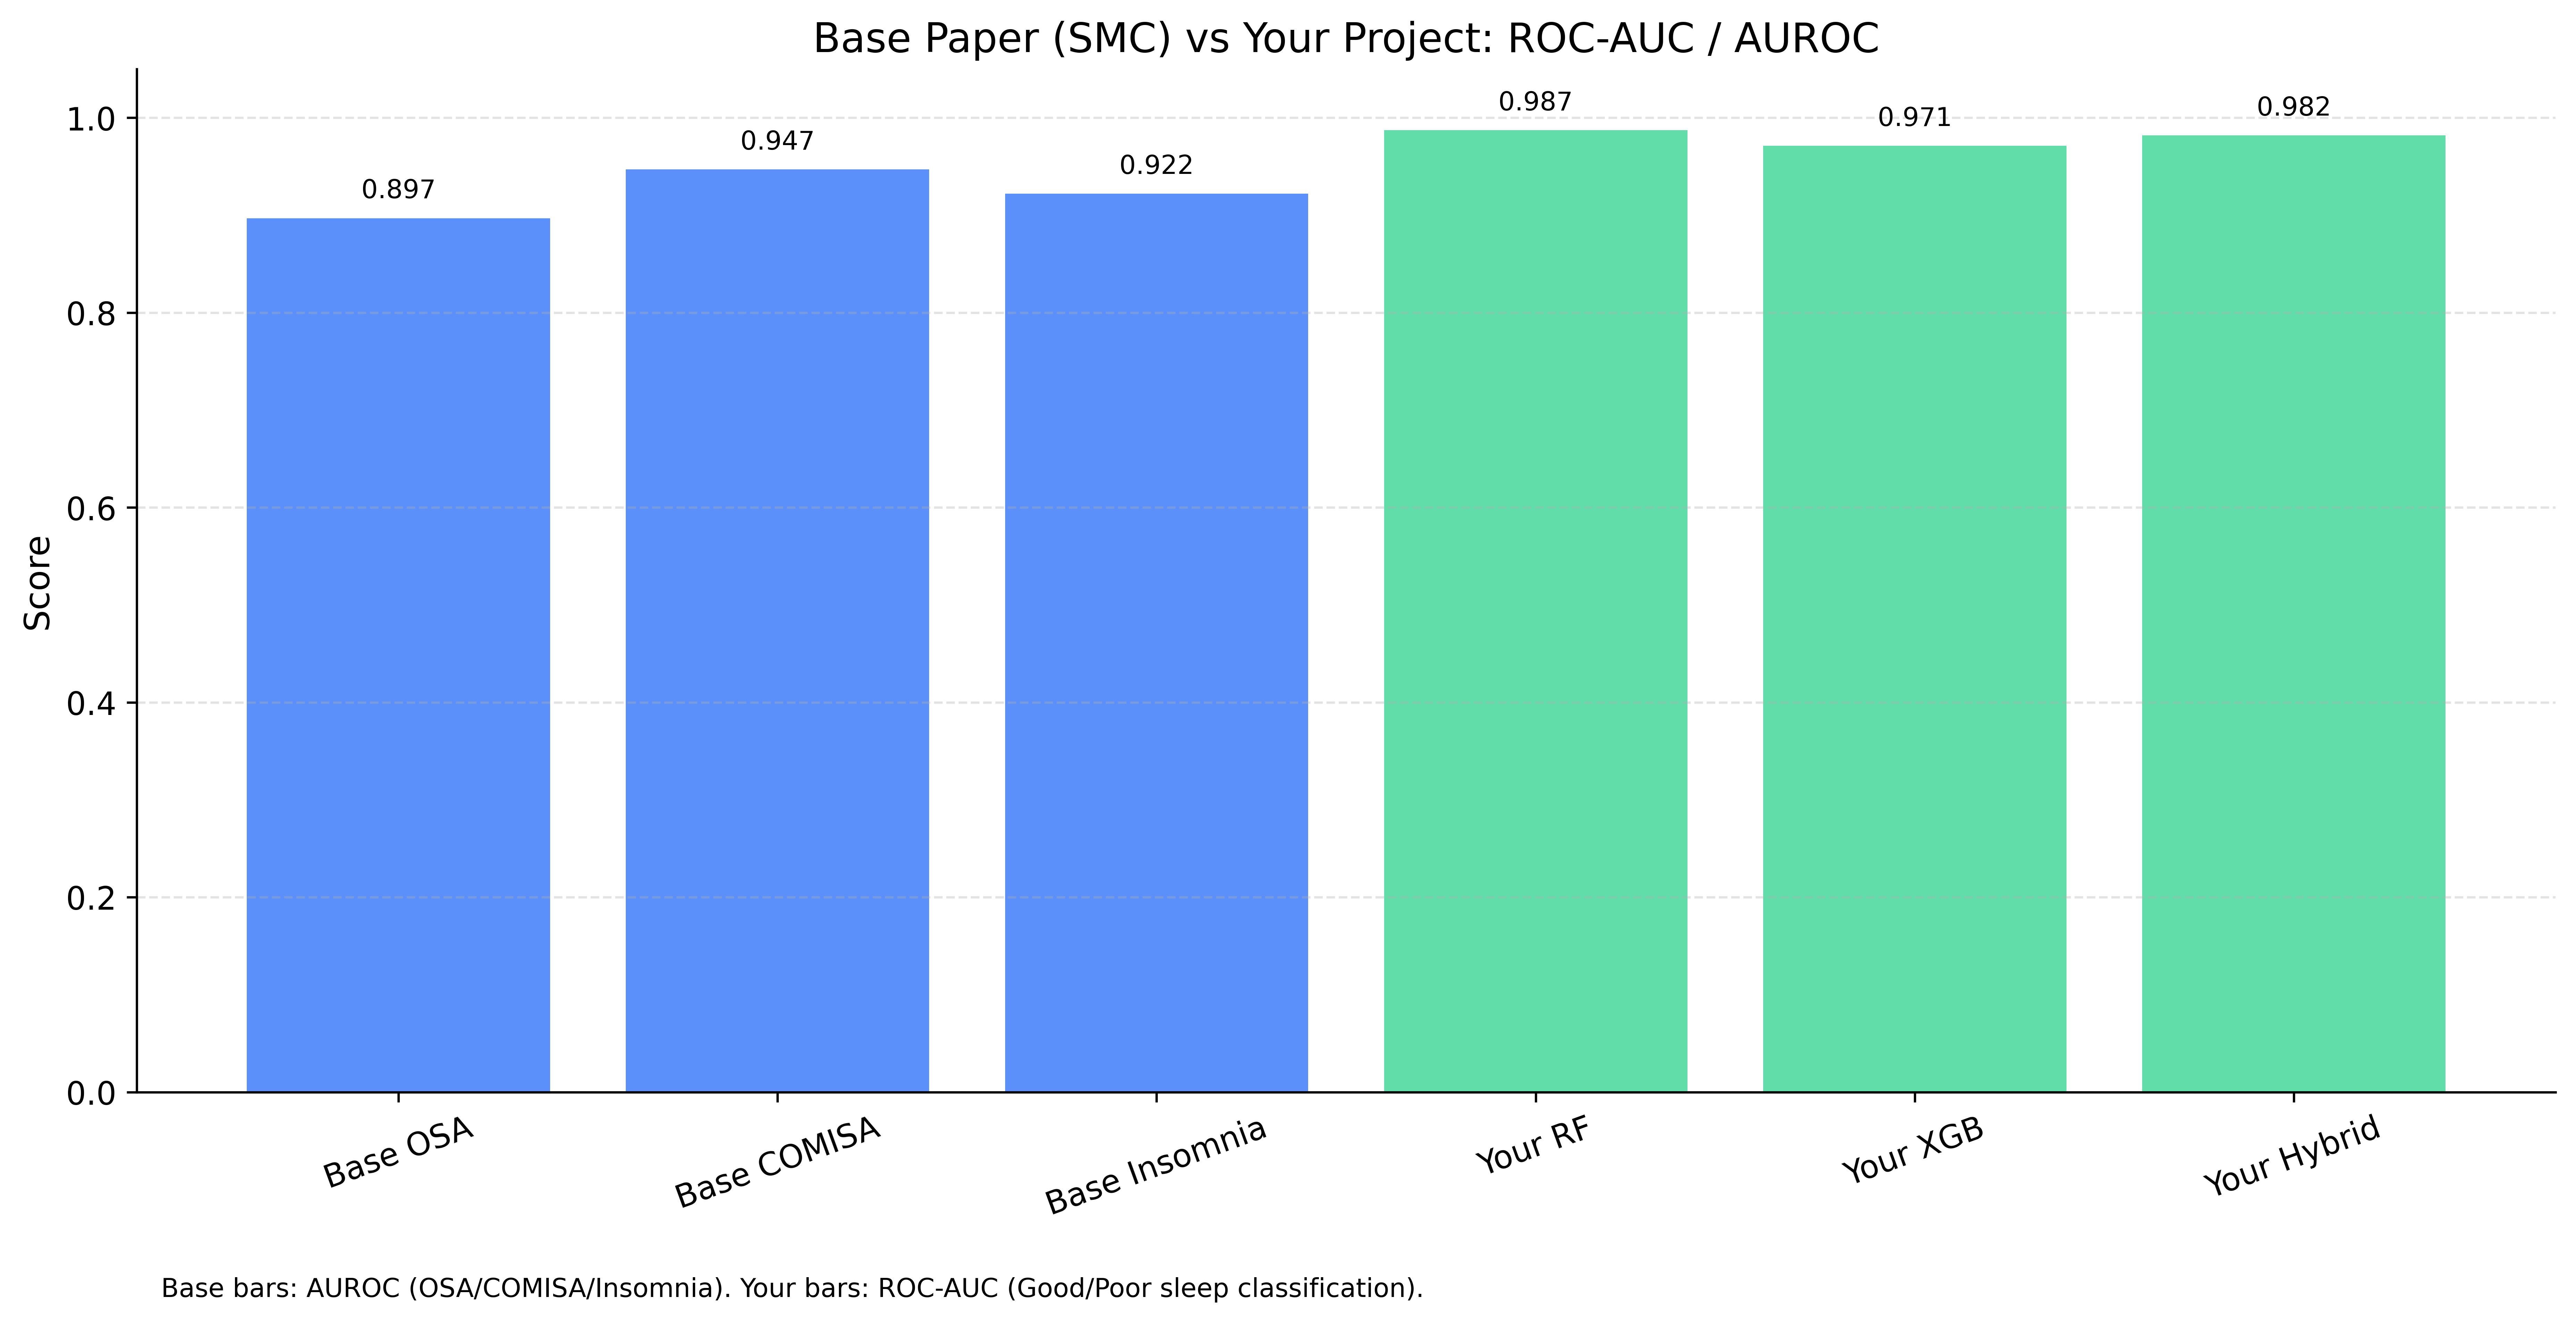 Base Paper (SMC) vs Your Project: ROC-AUC / AUROC
0.987
0.982
0.971
0.947
0.922
0.897
1.0
0.8
0.6
0.4
0.2
0.0
Score
Base OSA
Base COMISA
Base Insomnia
Your RF
Your XGB
Your Hybrid
Base bars: AUROC (OSA/COMISA/Insomnia). Your bars: ROC-AUC (Good/Poor sleep classification).